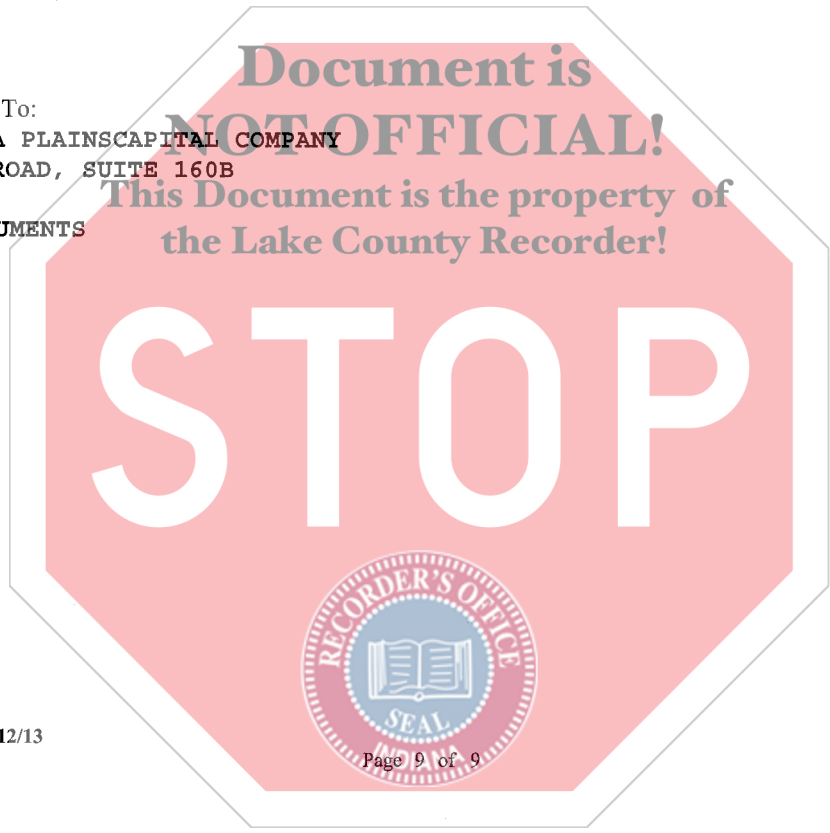 Document is
To:
NOT OFFICIAL!
A PLAINSCAPITAL COMPANY
ROAD, SUITE 160B
This Document is the property of
UMENTS
the Lake County Recorder!
STOP
RECORDER'S OFFICE
SEAL
INDIANA
12/13
Page 9 of 9